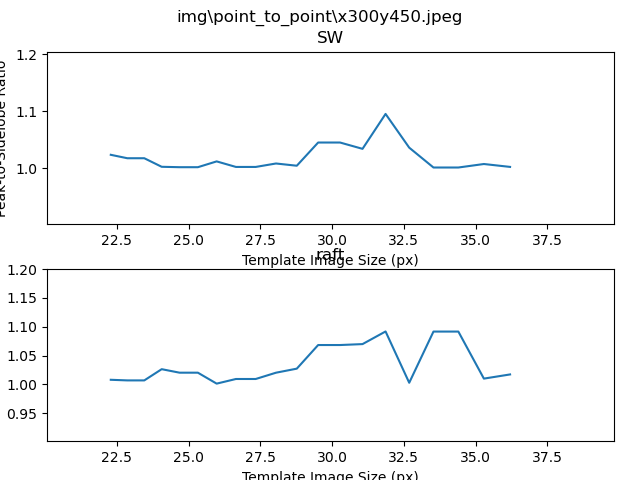 img\point_to_point\x300y450.jpeg
SW
1.2
1.1
1.0
Peak-to-Sidelobe Ratio
22.5 25.0 27.5 30.0 32.5 35.0 37.5
Template Image Size (px)
raft
1.20
1.15
1.10
1.05
1.00
0.95
22.5 25.0 27.5 30.0 32.5 35.0 37.5
Template Image Size (px)